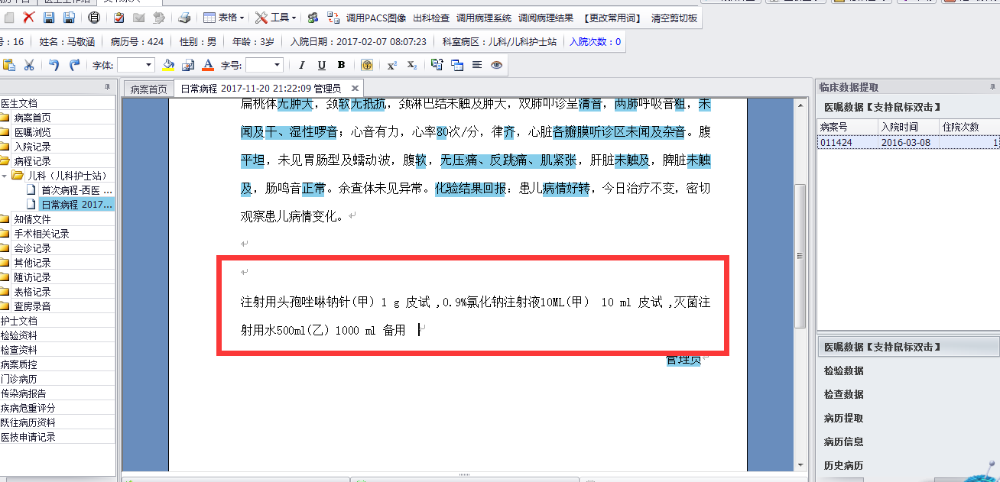 表格 工具 调用PACS图像 出科检查 调用病理系统 调阅病理结果 【更改常用词】 清空剪切板
号：16 姓名：马敬涵 病历号：424 性别：男 年龄：3岁 入院日期：2017-02-07 08:07:23 科室病区：儿科/儿科护士站 入院次数：0
字体: 字号: I U B
病案首页 日常病程 2017-11-20 21:22:09 管理员
医生文档
病案首页
医嘱浏览
入院记录
病程记录
儿科（儿科护士站）
首次病程-西医 ...
日常病程 2017...
知情文件
手术相关记录
会诊记录
其他记录
随访记录
表格记录
查房录音
护士文档
检验资料
检查资料
病案质控
门诊病历
传染病报告
疾病危重评分
既往病历资料
医技申请记录
扁桃体无肿大，颈软无抵抗，颈淋巴结未触及肿大，双肺叩诊呈清音，两肺呼吸音粗，未
闻及干、湿性啰音；心音有力，心率80次/分，律齐，心脏各瓣膜听诊区未闻及杂音。腹
平坦，未见胃肠型及蠕动波，腹软，无压痛、反跳痛、肌紧张，肝脏未触及，脾脏未触
及，肠鸣音正常。余查体未见异常。化验结果回报：患儿病情好转，今日治疗不变，密切
观察患儿病情变化。
注射用头孢唑啉钠针(甲) 1 g 皮试 ,0.9%氯化钠注射液10ML(甲) 10 ml 皮试 ,灭菌注
射用水500ml(乙) 1000 ml 备用
管理员
临床数据提取
医嘱数据【支持鼠标双击】
病案号 入院时间 住院次数
011424 2016-03-08 1
医嘱数据【支持鼠标双击】
检验数据
检查数据
病历提取
病历信息
历史病历